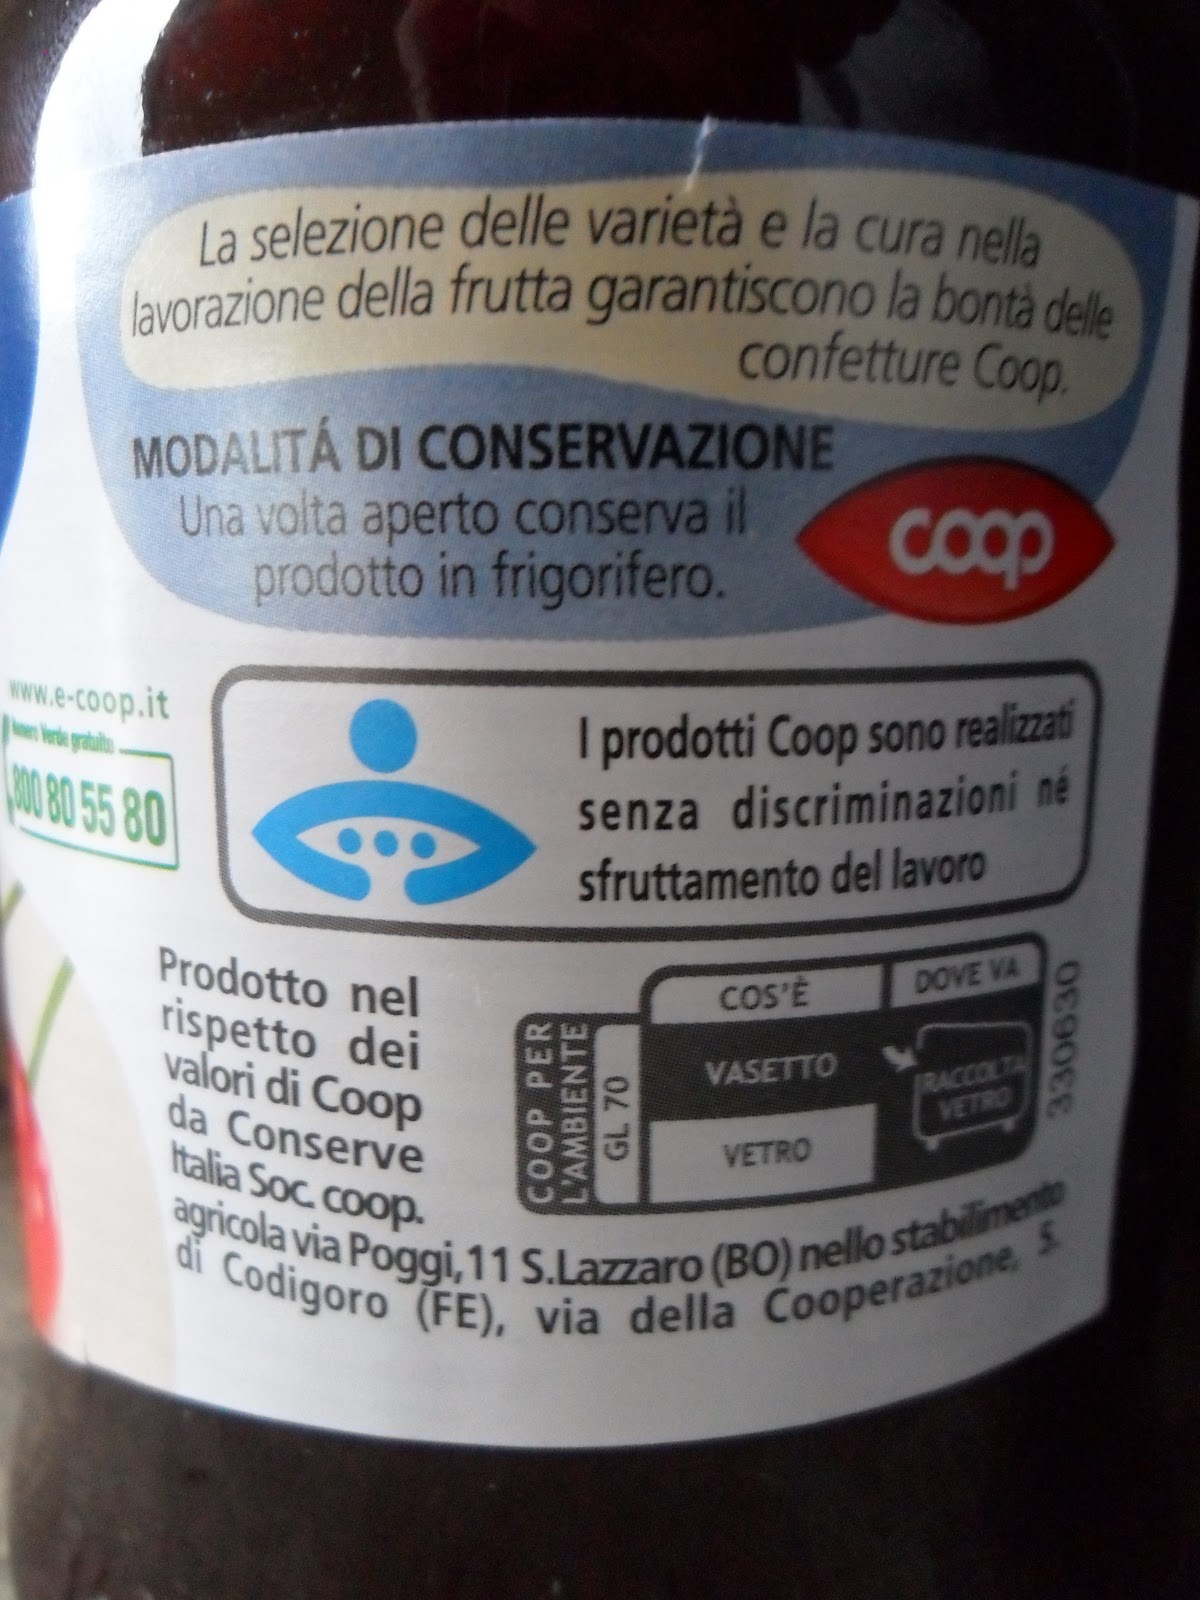 La selezione delle varietà e la cura nella
lavorazione della frutta garantiscono la bontà delle
confetture Coop.
MODALITÁ DI CONSERVAZIONE
Una volta aperto conserva il
prodotto in frigorifero.
coop
www.e-coop.it
Numero Verde gratuito
800 80 55 80
I prodotti Coop sono realizzati
senza discriminazioni né
sfruttamento del lavoro
Prodotto nel
rispetto dei
valori di Coop
da Conserve
Italia Soc. coop.
agricola via Poggi,11 S.Lazzaro (BO) nello stabilimento
di Codigoro (FE), via della Cooperazione, 5.
COOP PER
L'AMBIENTE
GL 70
COS'È
DOVE VA
VASETTO
VETRO
RACCOLTA
VETRO
330630